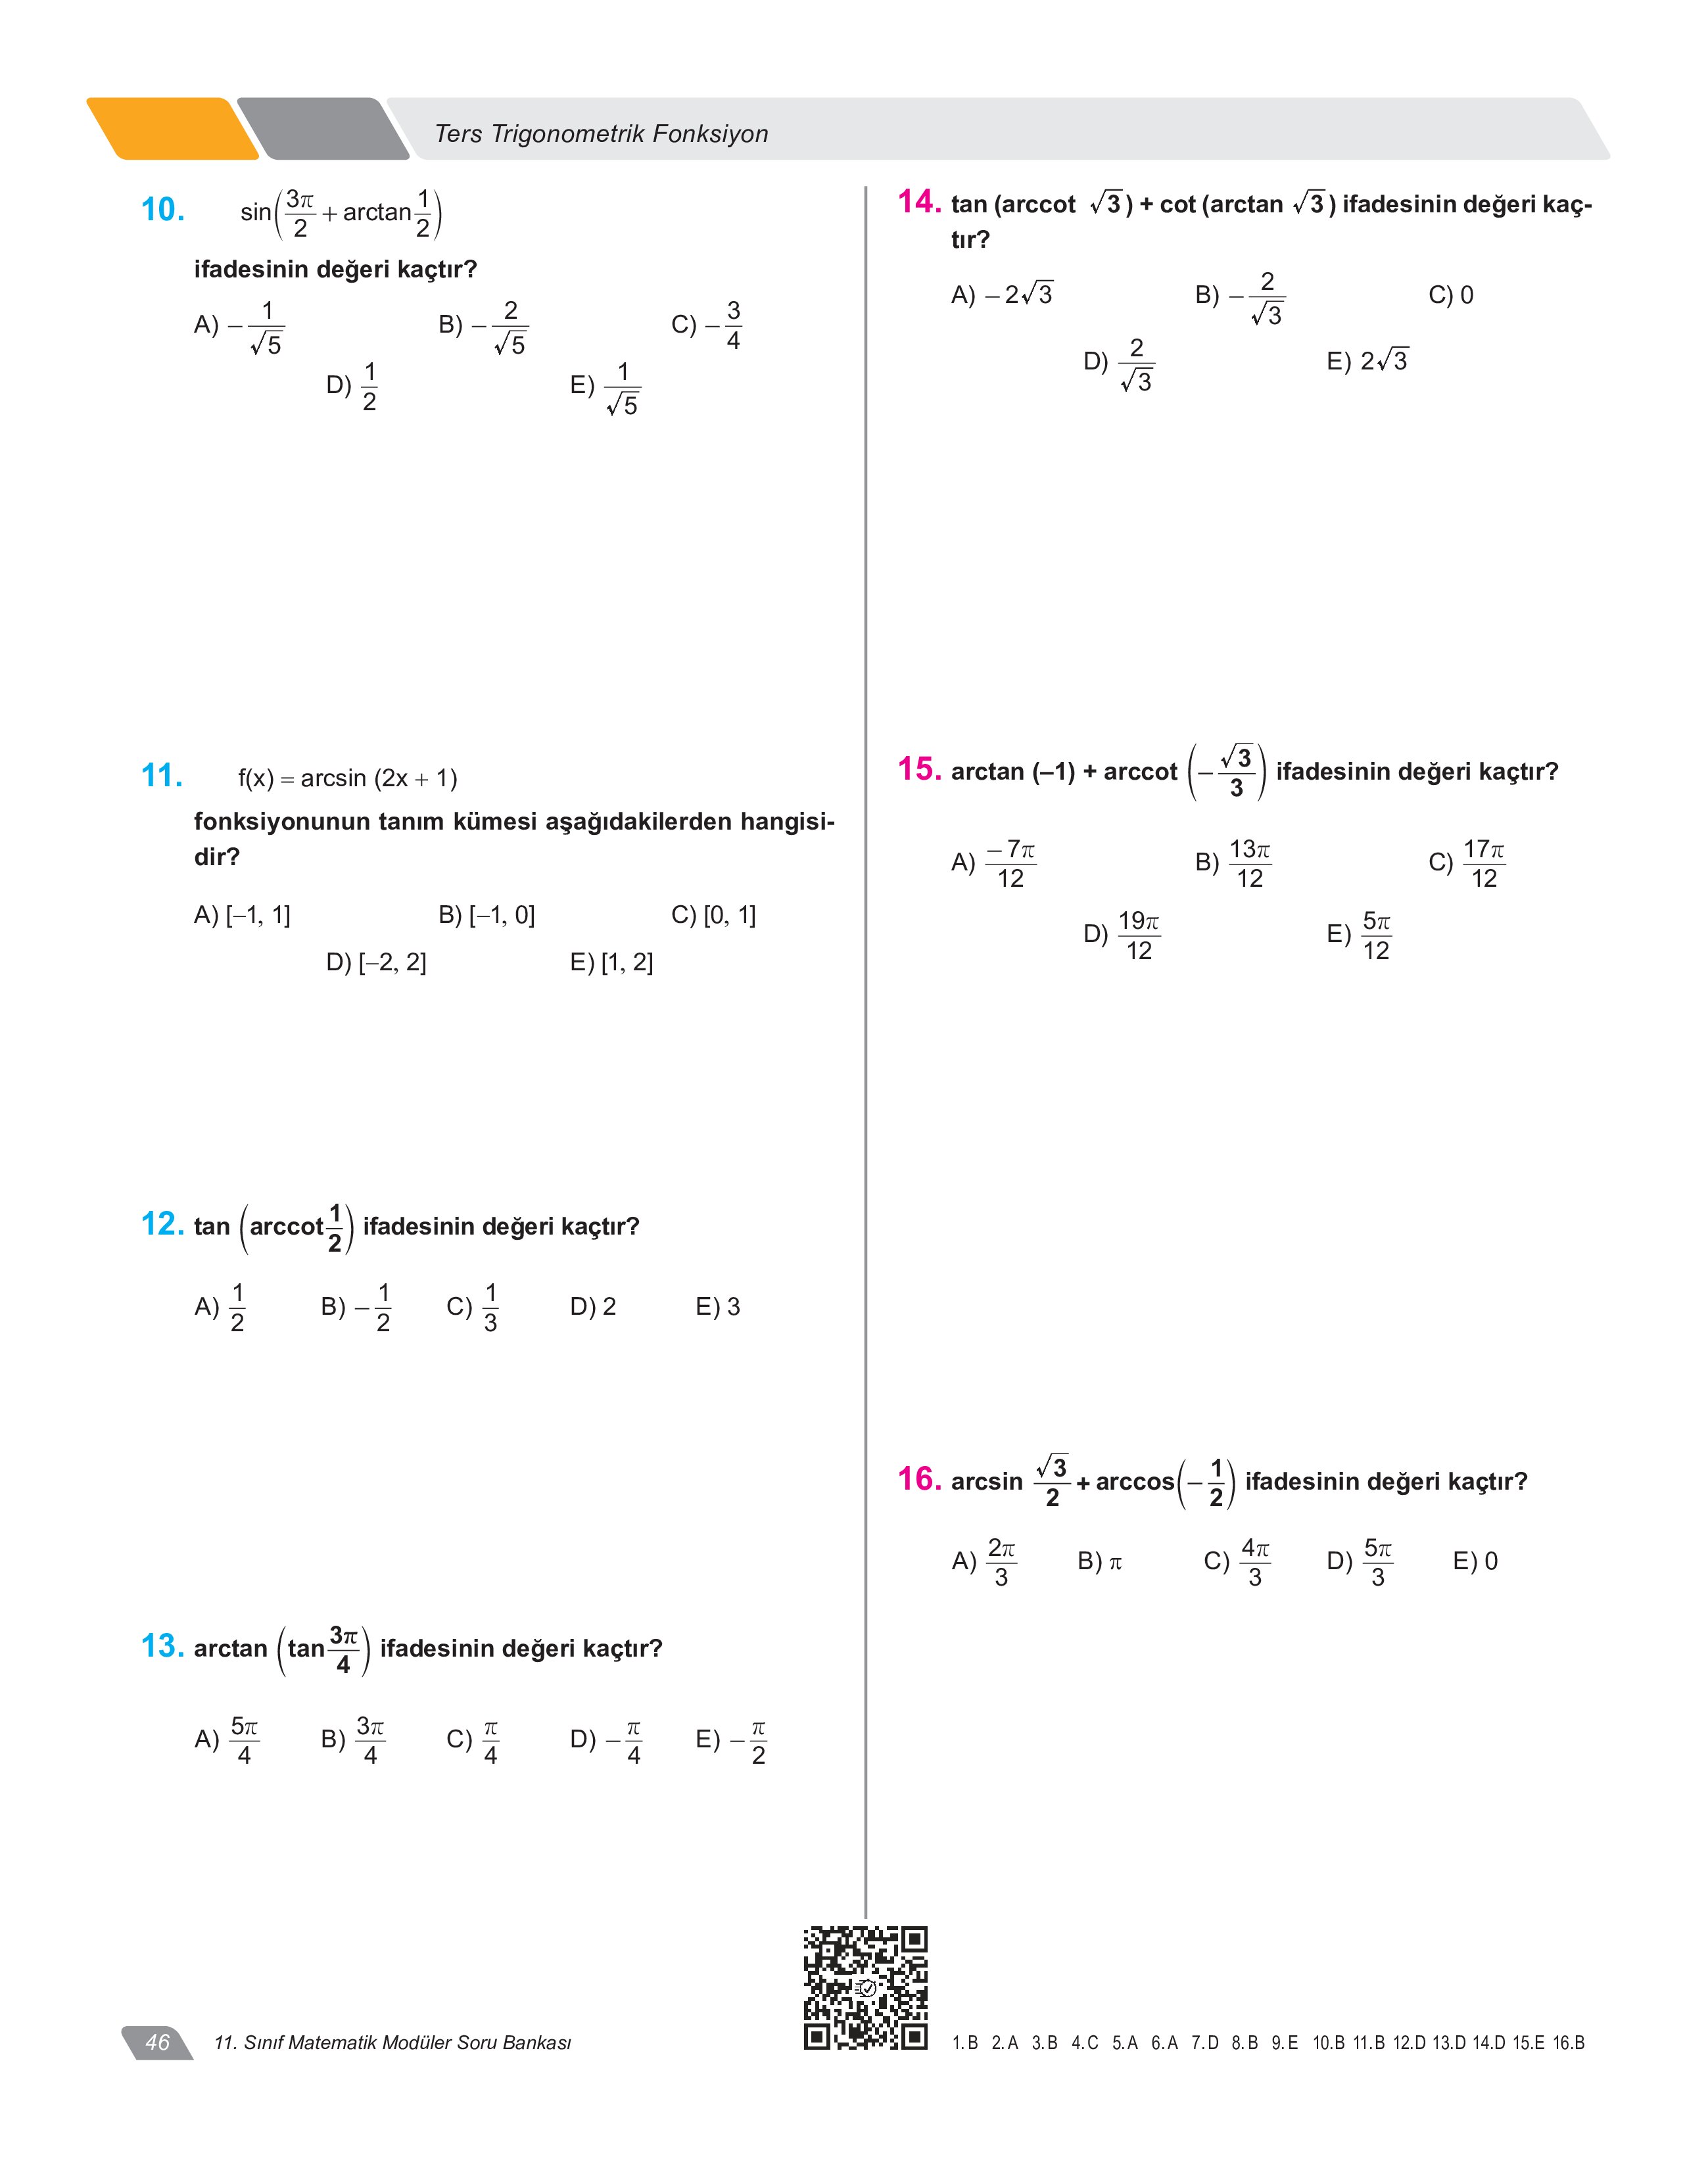 Ters Trigonometrik Fonksiyon
10. sin(3π/2 + arctan 1/2)
ifadesinin değeri kaçtır?
A) – 1/√5 B) – 2/√5 C) – 3/4
D) 1/2 E) 1/√5
11. f(x) = arcsin (2x + 1)
fonksiyonunun tanım kümesi aşağıdakilerden hangisi-
dir?
A) [–1, 1] B) [–1, 0] C) [0, 1]
D) [–2, 2] E) [1, 2]
12. tan (arccot 1/2) ifadesinin değeri kaçtır?
A) 1/2 B) – 1/2 C) 1/3 D) 2 E) 3
13. arctan (tan 3π/4) ifadesinin değeri kaçtır?
A) 5π/4 B) 3π/4 C) π/4 D) – π/4 E) – π/2
14. tan (arccot √3) + cot (arctan √3) ifadesinin değeri kaç-
tır?
A) – 2√3 B) – 2/√3 C) 0
D) 2/√3 E) 2√3
15. arctan (–1) + arccot (– √3/3) ifadesinin değeri kaçtır?
A) – 7π/12 B) 13π/12 C) 17π/12
D) 19π/12 E) 5π/12
16. arcsin √3/2 + arccos(– 1/2) ifadesinin değeri kaçtır?
A) 2π/3 B) π C) 4π/3 D) 5π/3 E) 0
46 11. Sınıf Matematik Modüler Soru Bankası
1. B 2. A 3. B 4. C 5. A 6. A 7. D 8. B 9. E 10.B 11.B 12.D 13.D 14.D 15.E 16.B